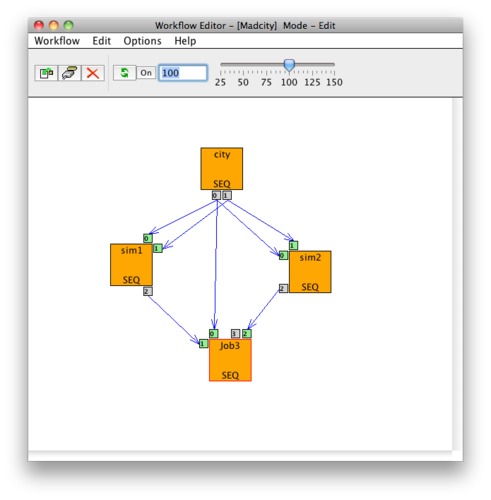 Workflow Editor - [Madcity] Mode - Edit
Workflow Edit Options Help
On 100
25 50 75 100 125 150
city
SEQ
0 1
0 1
sim1
SEQ
2
1
0 sim2
SEQ
2
0 3 2
1 Job3
SEQ